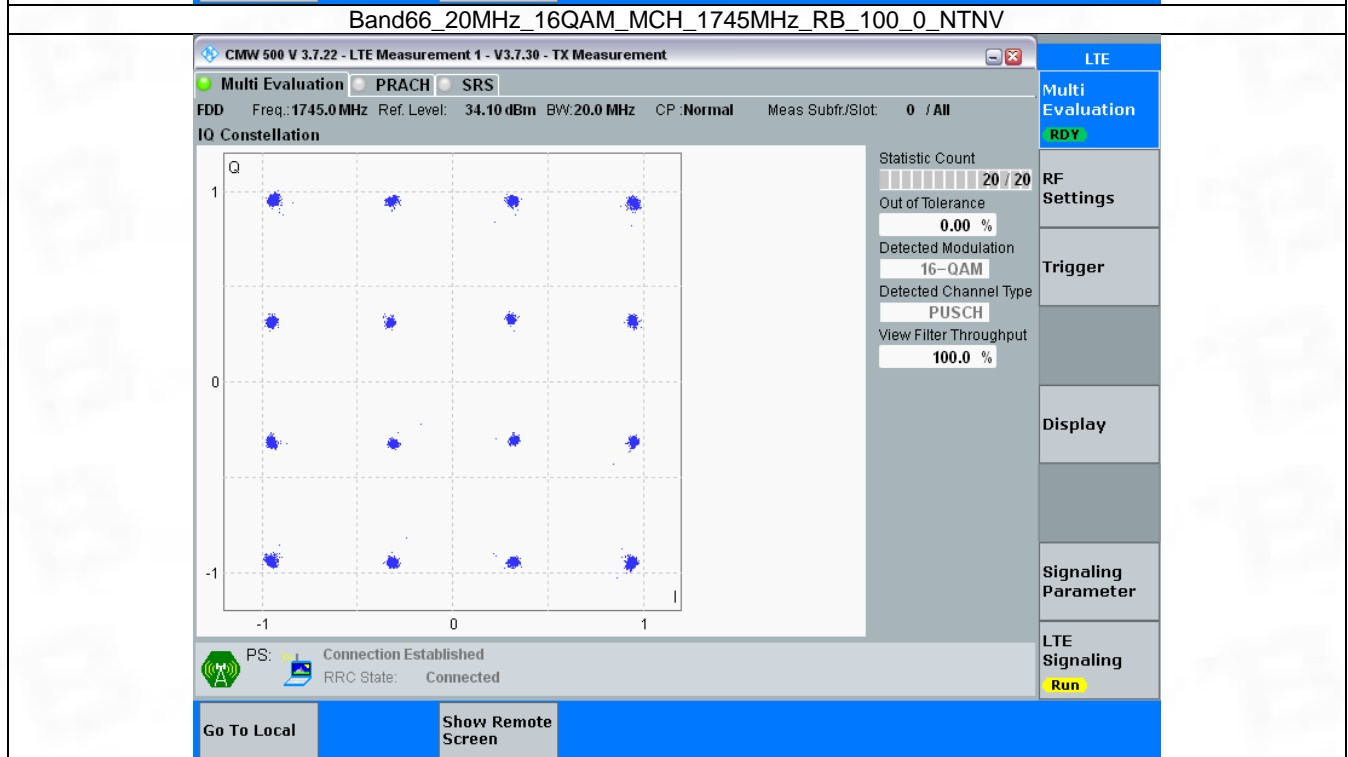 Band66_20MHz_16QAM_MCH_1745MHz_RB_100_0_NTNV
CMW 500 V 3.7.22 - LTE Measurement 1 - V3.7.30 - TX Measurement
LTE
Multi Evaluation PRACH SRS
Multi
Evaluation
RDY
FDD Freq.:1745.0 MHz Ref. Level: 34.10 dBm BW:20.0 MHz CP :Normal Meas Subfr./Slot: 0 / All
IQ Constellation
Q
1
0
-1
I
-1 0 1
Statistic Count
20 / 20
Out of Tolerance
0.00 %
Detected Modulation
16-QAM
Detected Channel Type
PUSCH
View Filter Throughput
100.0 %
RF
Settings
Trigger
Display
Signaling
Parameter
LTE
Signaling
Run
PS: Connection Established
RRC State: Connected
Go To Local
Show Remote
Screen